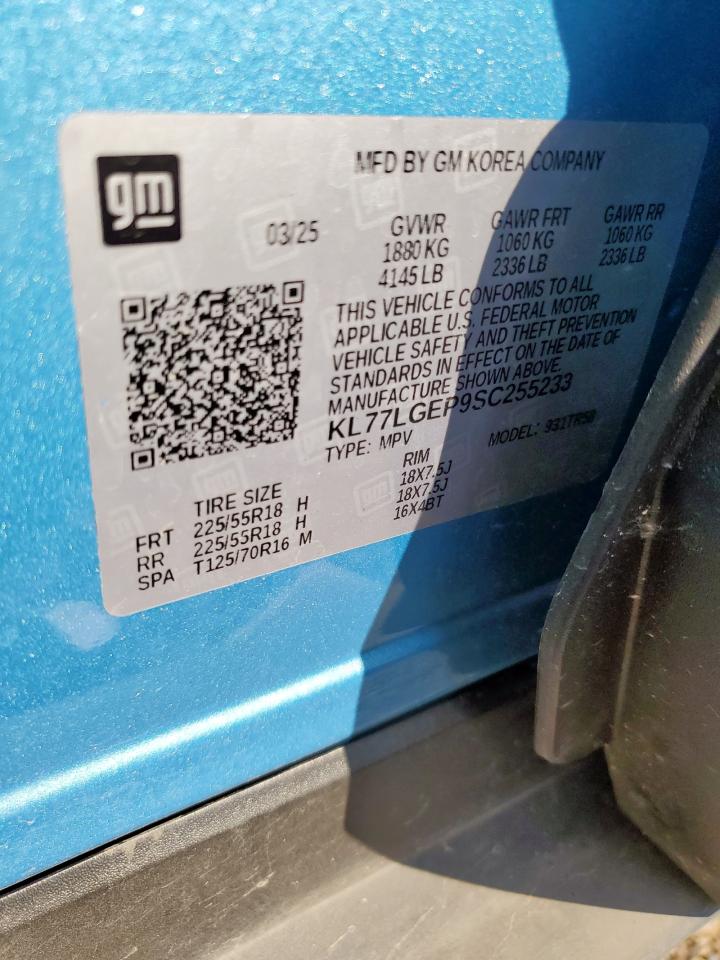 gm
MFD BY GM KOREA COMPANY
03/25
GVWR GAWR FRT GAWR RR
1880 KG 1060 KG 1060 KG
4145 LB 2336 LB 2336 LB
THIS VEHICLE CONFORMS TO ALL
APPLICABLE U.S. FEDERAL MOTOR
VEHICLE SAFETY AND THEFT PREVENTION
STANDARDS IN EFFECT ON THE DATE OF
MANUFACTURE SHOWN ABOVE.
KL77LGEP9SC255233
TYPE: MPV MODEL: 931TR58
TIRE SIZE RIM
FRT 225/55R18 H 18X7.5J
RR 225/55R18 H 18X7.5J
SPA T125/70R16 M 16X4BT